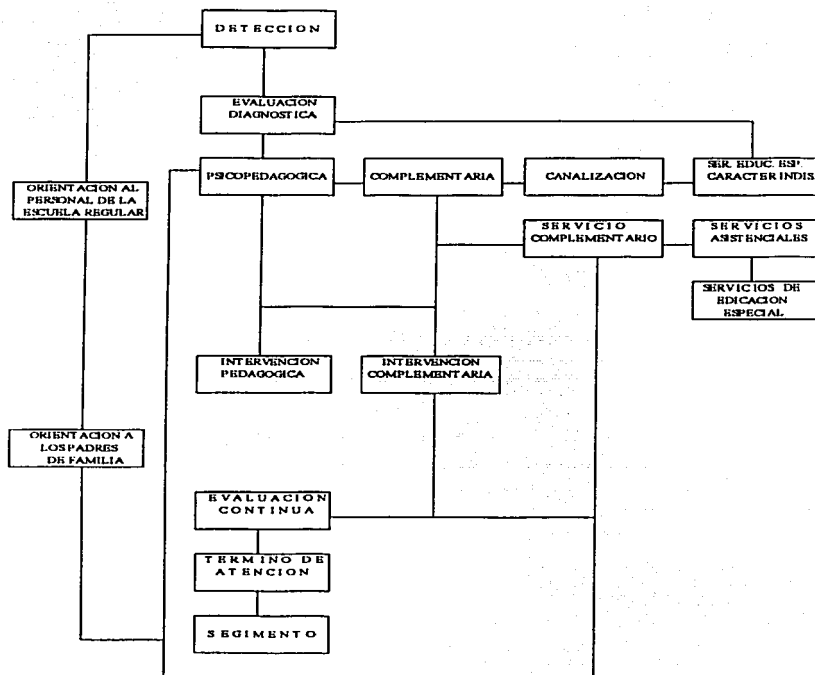 DETECCION
EVALUACION
DIAGNOSTICA
PSICOPEDAGOGICA
COMPLEMENTARIA
CANALIZACION
SER. EDUC. ESP.
CARACTER INDIS
ORIENTACION AL
PERSONAL DE LA
ESCUELA REGULAR
SERVICIO
COMPLEMENTARIO
SERVICIOS
ASISTENCIALES
SERVICIOS DE
EDICACION
ESPECIAL
INTERVENCION
PEDAGOGICA
INTERVENCION
COMPLEMENTARIA
ORIENTACION A
LOS PADRES
DE FAMILIA
EVALUACION
CONTINUA
TERMINO DE
ATENCION
SEGIMENTO